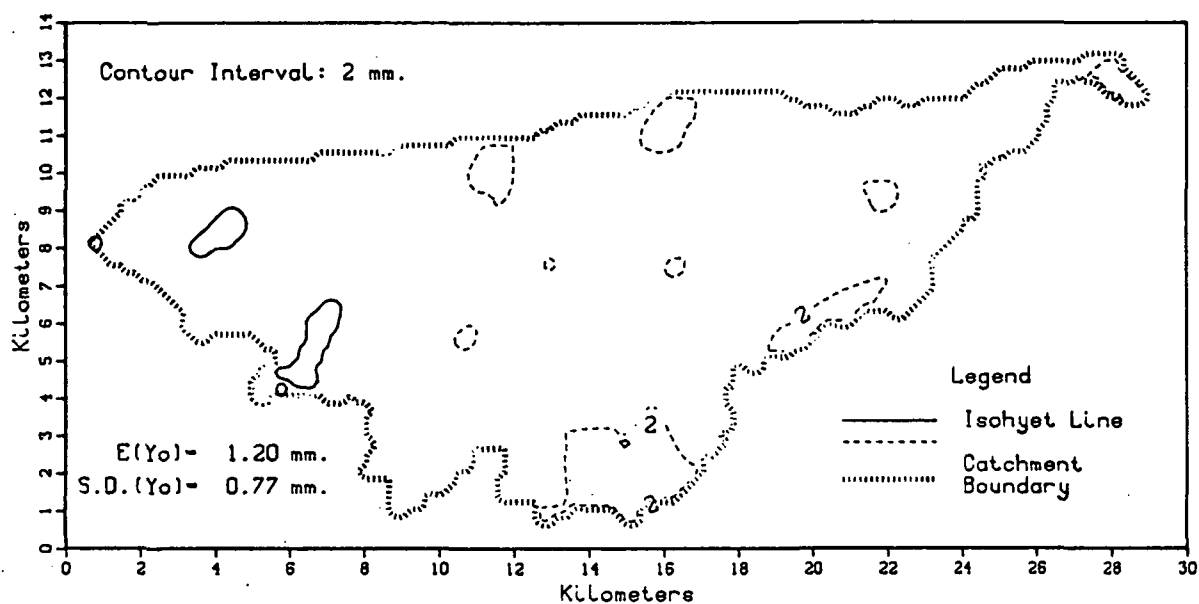 Contour Interval: 2 mm.
E(Yo)= 1.20 mm.
S.D.(Yo)= 0.77 mm.
2
2
2
Legend
Isohyet Line
Catchment
Boundary
Kilometers
14
13
12
11
10
9
8
7
6
5
4
3
2
1
0
0 2 4 6 8 10 12 14 16 18 20 22 24 26 28 30
Kilometers